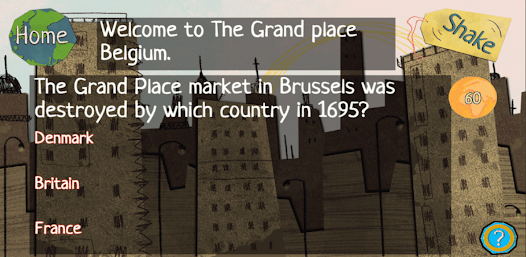 Home
Welcome to The Grand place
Belgium.
Shake
The Grand Place market in Brussels was
destroyed by which country in 1695?
60
Denmark
Britain
France
?